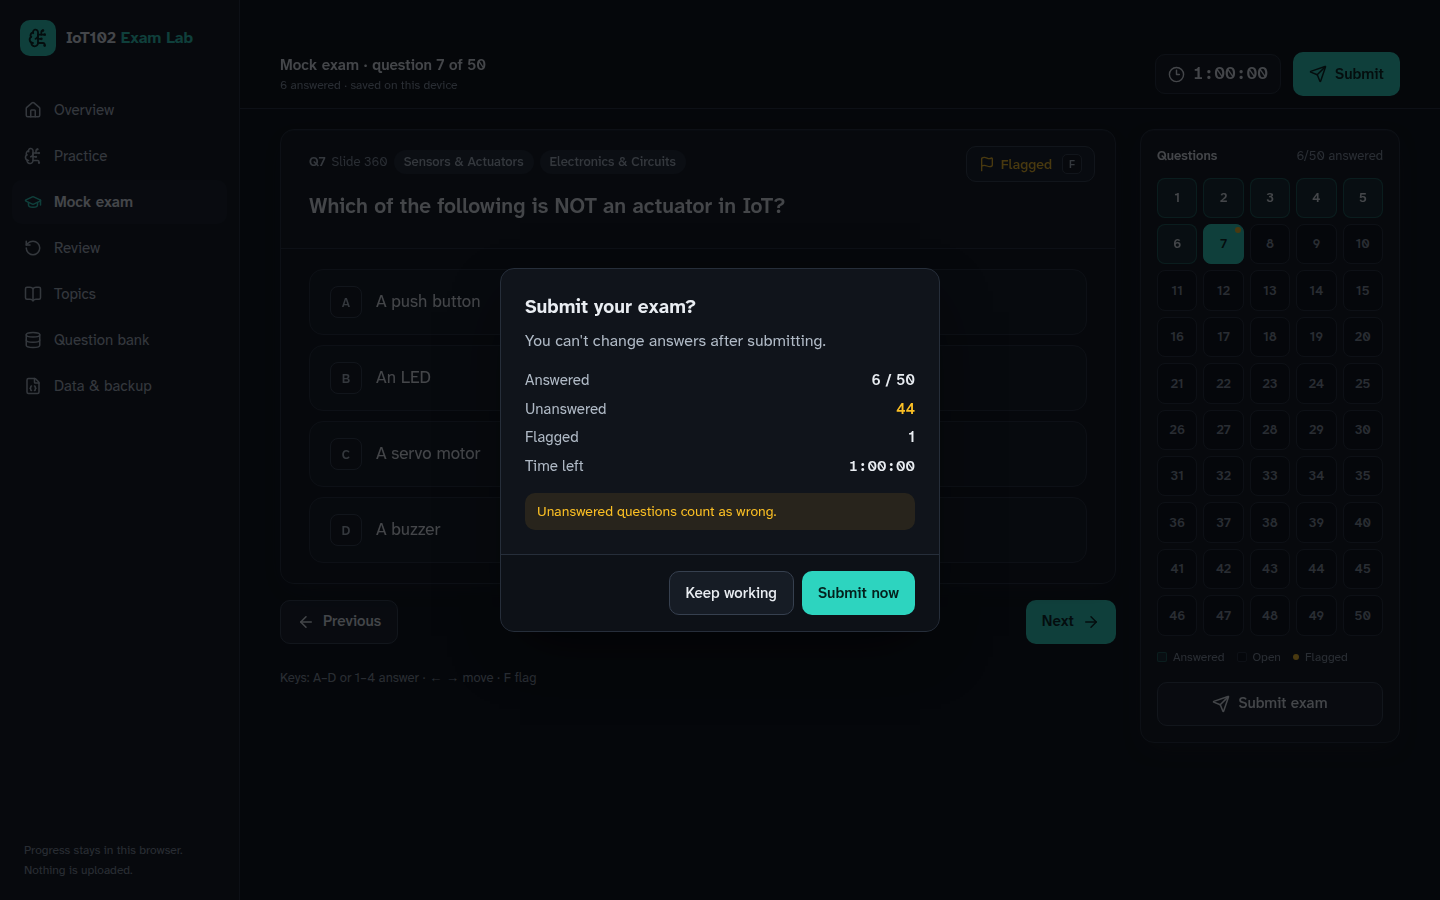 IoT102 Exam Lab
Overview
Practice
Mock exam
Review
Topics
Question bank
Data & backup
Progress stays in this browser.
Nothing is uploaded.
Mock exam · question 7 of 50
6 answered · saved on this device
1:00:00
Submit
Q7 Slide 360 Sensors & Actuators Electronics & Circuits
Flagged F
Which of the following is NOT an actuator in IoT?
A A push button
B An LED
C A servo motor
D A buzzer
Previous
Next
Keys: A–D or 1–4 answer · ← → move · F flag
Submit your exam?
You can't change answers after submitting.
Answered 6 / 50
Unanswered 44
Flagged 1
Time left 1:00:00
Unanswered questions count as wrong.
Keep working
Submit now
Questions 6/50 answered
1 2 3 4 5
6 7 8 9 10
11 12 13 14 15
16 17 18 19 20
21 22 23 24 25
26 27 28 29 30
31 32 33 34 35
36 37 38 39 40
41 42 43 44 45
46 47 48 49 50
Answered Open Flagged
Submit exam